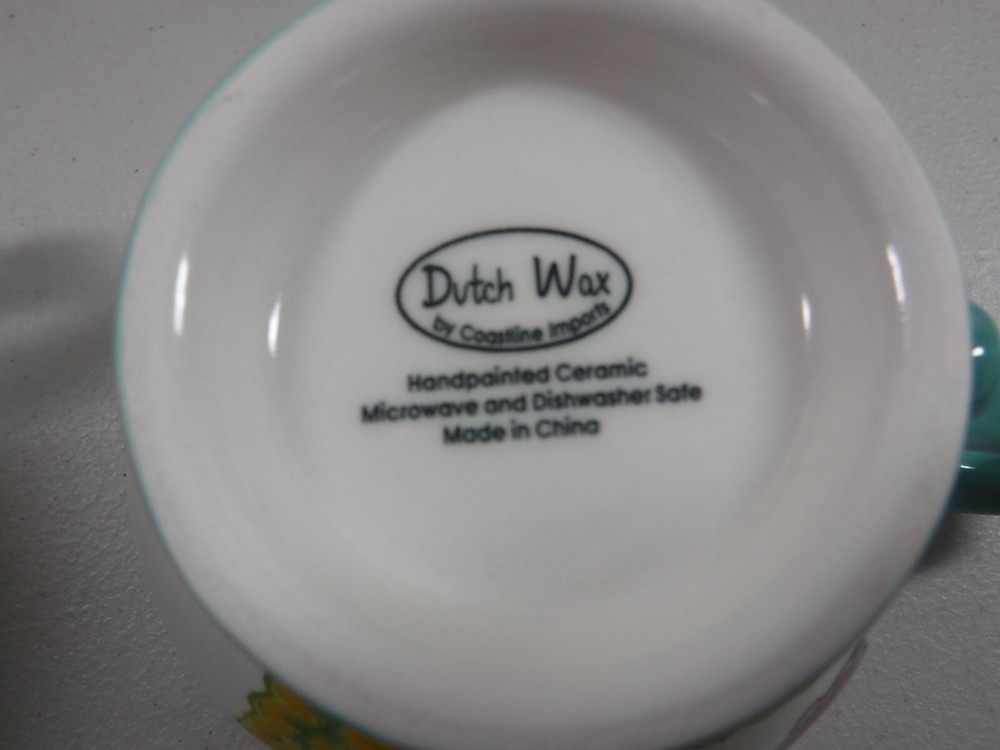 Dutch Wax
by Coastline Imports
Handpainted Ceramic
Microwave and Dishwasher Safe
Made in China